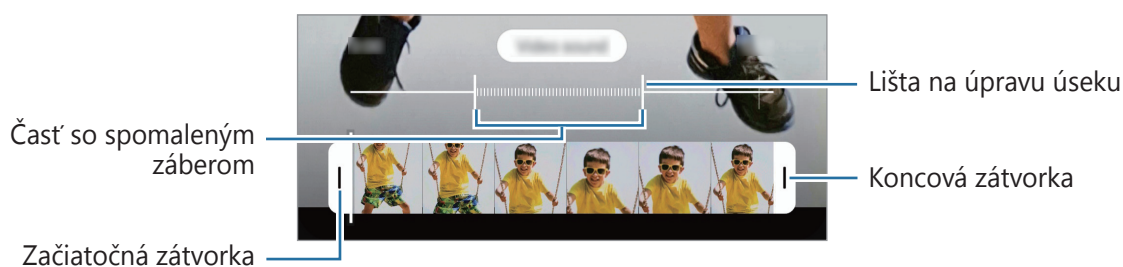 Lišta na úpravu úseku
Časť so spomaleným
záberom
Koncová zátvorka
Začiatočná zátvorka